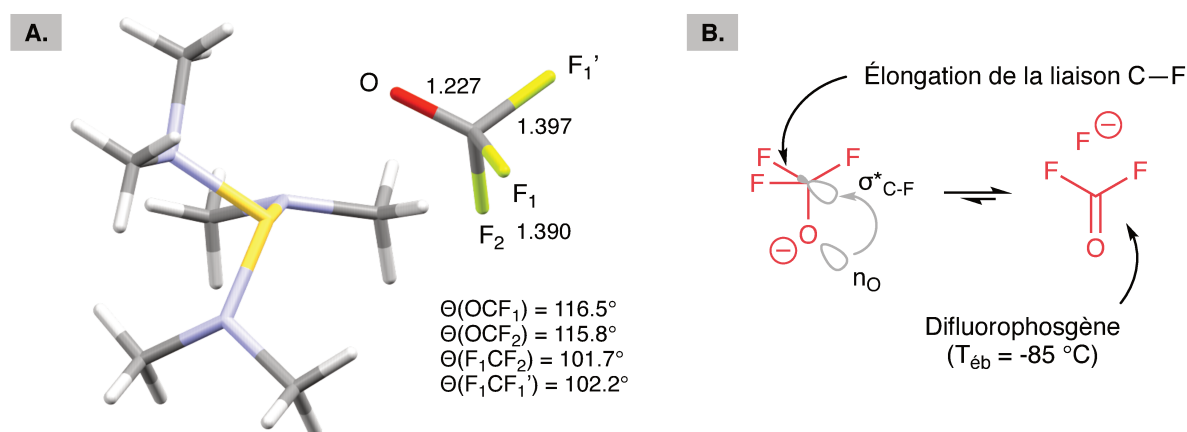 A.
O
1.227
F₁’
1.397
F₁
F₂ 1.390
Θ(OCF₁) = 116.5°
Θ(OCF₂) = 115.8°
Θ(F₁CF₂) = 101.7°
Θ(F₁CF₁’) = 102.2°
B.
Élongation de la liaison C—F
F
F
F
σ*C-F
O
⊖
nO
F ⊖
F
F
O
Difluorophosgène
(Téb = -85 °C)